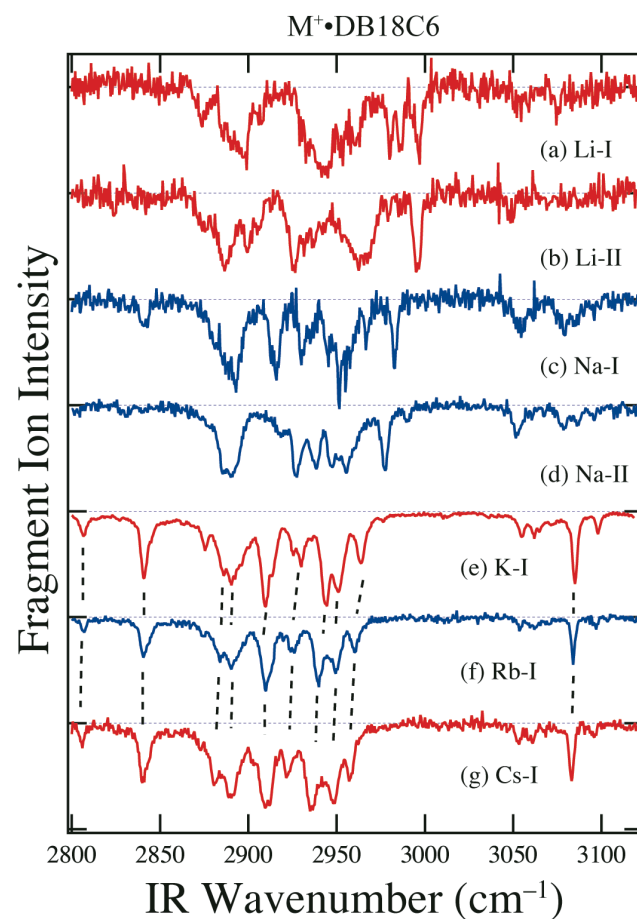 M⁺•DB18C6
Fragment Ion Intensity
(a) Li-I
(b) Li-II
(c) Na-I
(d) Na-II
(e) K-I
(f) Rb-I
(g) Cs-I
2800 2850 2900 2950 3000 3050 3100
IR Wavenumber (cm⁻¹)